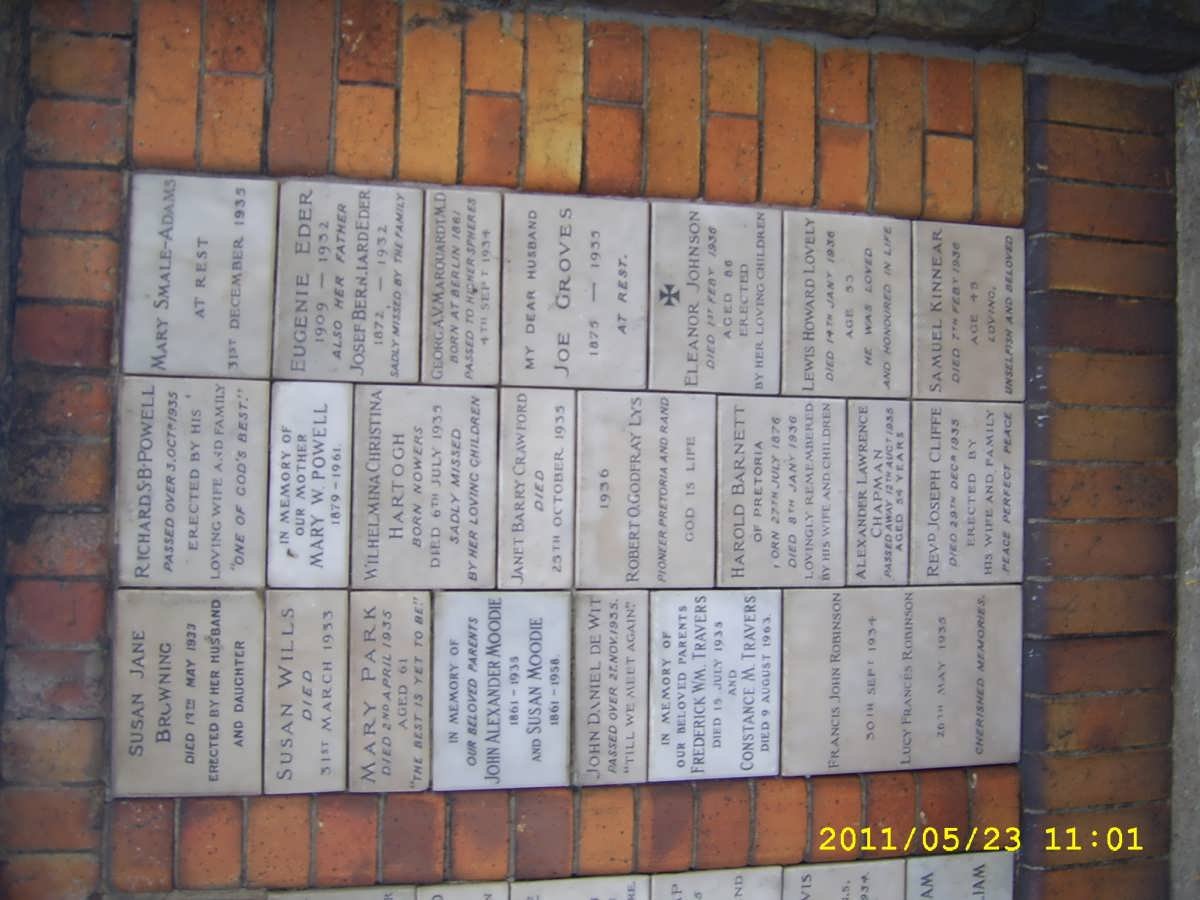 SUSAN JANE
BROWNING
DIED 19TH MAY 1933
ERECTED BY HER HUSBAND
AND DAUGHTER
SUSAN WILLS
DIED
31ST MARCH 1933
MARY PARK
DIED 2ND APRIL 1935
AGED 61
"THE BEST IS YET TO BE."
IN MEMORY OF
OUR BELOVED PARENTS
JOHN ALEXANDER MOODIE
1861-1935
AND SUSAN MOODIE
1861-1958.
JOHN DANIEL DE WIT
PASSED OVER 22. NOV. 1935.
"TILL WE MEET AGAIN."
IN MEMORY OF
OUR BELOVED PARENTS
FREDERICK WM. TRAVERS
DIED 15 JULY 1935
AND
CONSTANCE M. TRAVERS
DIED 9 AUGUST 1963.
FRANCIS JOHN ROBINSON
30TH SEPT 1934
LUCY FRANCES ROBINSON
26TH MAY 1935
CHERISHED MEMORIES.
RICHARD.S.B.POWELL
PASSED OVER 3.OCTR 1935
ERECTED BY HIS
LOVING WIFE AND FAMILY
"ONE OF GOD'S BEST."
IN MEMORY OF
OUR MOTHER
MARY W. POWELL
1879-1961.
WILHELMINA CHRISTINA
HARTOGH
BORN NOWERS
DIED 6TH JULY 1935
SADLY MISSED
BY HER LOVING CHILDREN
JANET BARRY CRAWFORD
DIED
25TH OCTOBER 1935
1936
ROBERT O.GODFRAY LYS
PIONEER PRETORIA AND RAND
GOD IS LIFE
HAROLD BARNETT
OF PRETORIA
ORN 27TH JULY 1876
DIED 8TH JANY 1936
LOVINGLY REMEMBERED
BY HIS WIFE AND CHILDREN
ALEXANDER LAWRENCE
CHAPMAN
PASSED AWAY 12TH AUGT 1935
AGED 54 YEARS
REVD JOSEPH CLIFFE
DIED 29TH DECR 1935
ERECTED BY
HIS WIFE AND FAMILY
PEACE PERFECT PEACE
MARY SMALE-ADAMS
AT REST
31ST DECEMBER 1935
EUGENIE EDER
1909 — 1932
ALSO HER FATHER
JOSEF BERN.IARD EDER
1872 — 1932
SADLY MISSED BY THE FAMILY
GEORG A.V. MARQUARDT. M.D
BORN AT BERLIN 1861
PASSED TO HIGHER SPHERES
4TH SEPT 1934
MY DEAR HUSBAND
JOE GROVES
1875 — 1935
AT REST.
ELEANOR JOHNSON
DIED 1ST FEBY 1936
AGED 86
ERECTED
BY HER LOVING CHILDREN
LEWIS HOWARD LOVELY
DIED 14TH JANY 1936
AGE 53
HE WAS LOVED
AND HONOURED IN LIFE
SAMUEL KINNEAR
DIED 7TH FEBY 1936
AGE 45
LOVING,
UNSELFISH AND BELOVED
2011/05/23 11:01